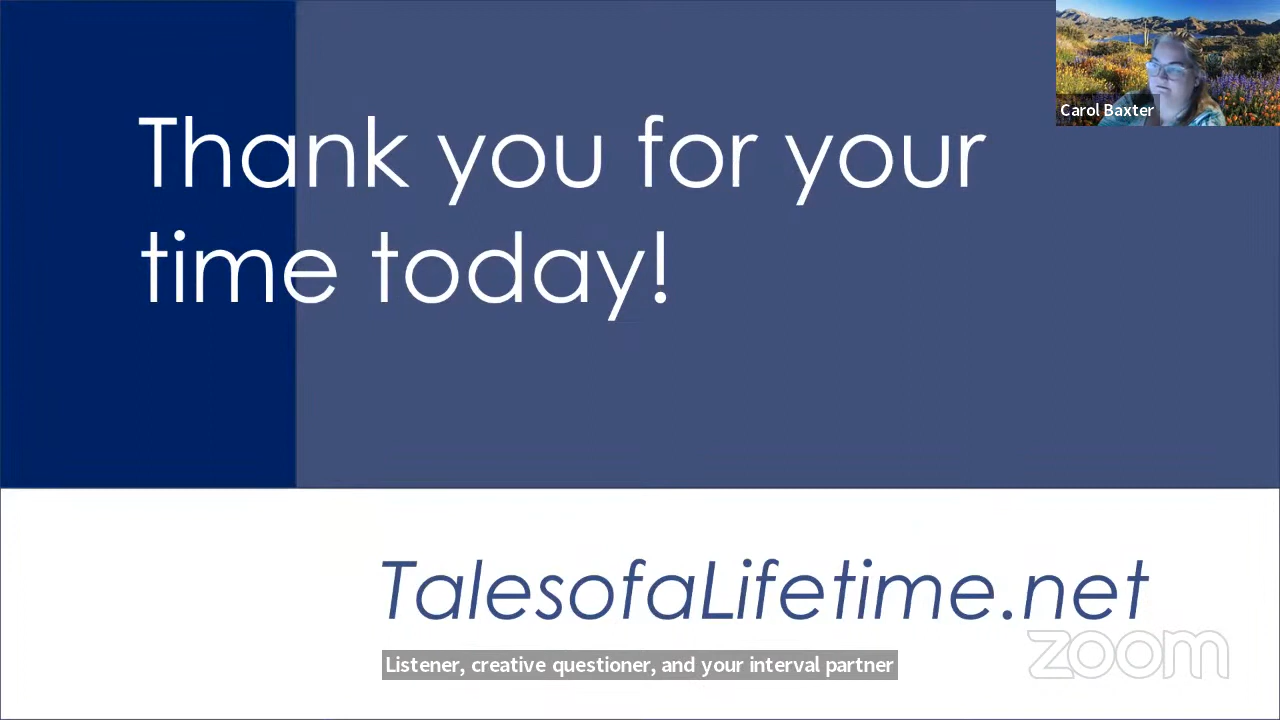 Carol Baxter
Thank you for your
time today!
TalesofaLifetime.net
zoom
Listener, creative questioner, and your interval partner